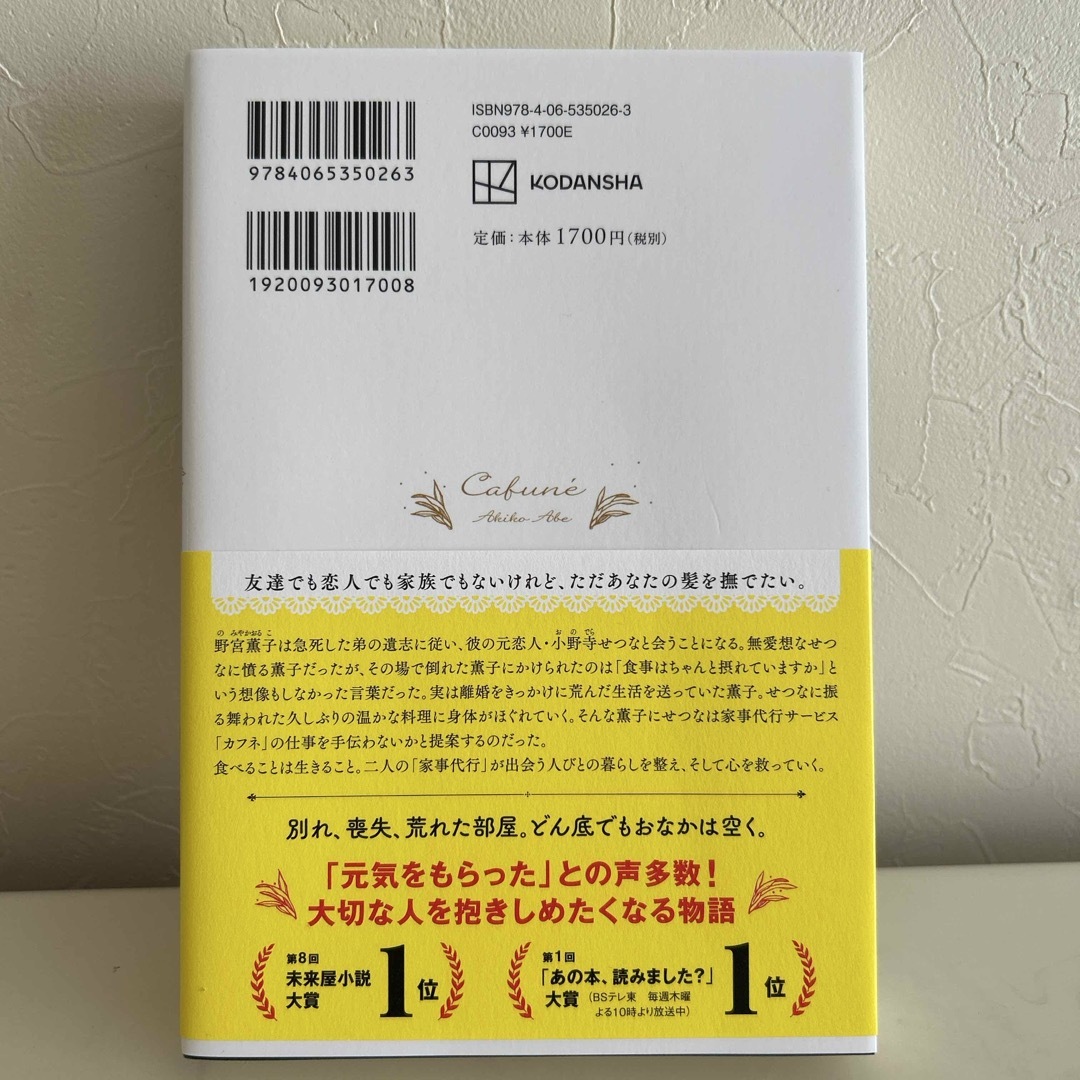 9784065350263
ISBN978-4-06-535026-3
C0093 ¥1700E
KODANSHA
1920093017008
定価：本体1700円（税別）
Cafuné
Akiko Abe
友達でも恋人でも家族でもないけれど、ただあなたの髪を撫でたい。
のみやかおるこ
おのでら
野宮薫子は急死した弟の遺志に従い、彼の元恋人・小野寺せつなと会うことになる。無愛想なせつ
なに憤る薫子だったが、その場で倒れた薫子にかけられたのは「食事はちゃんと摂れていますか」と
いう想像もしなかった言葉だった。実は離婚をきっかけに荒んだ生活を送っていた薫子。せつなに振
る舞われた久しぶりの温かな料理に身体がほぐれていく。そんな薫子にせつなは家事代行サービス
「カフネ」の仕事を手伝わないかと提案するのだった。
食べることは生きること。二人の「家事代行」が出会う人びとの暮らしを整え、そして心を救っていく。
別れ、喪失、荒れた部屋。どん底でもおなかは空く。
「元気をもらった」との声多数！
大切な人を抱きしめたくなる物語
第8回
未来屋小説
大賞
1位
第1回
「あの本、読みました？」
大賞（BSテレ東　毎週木曜
よる10時より放送中）
1位